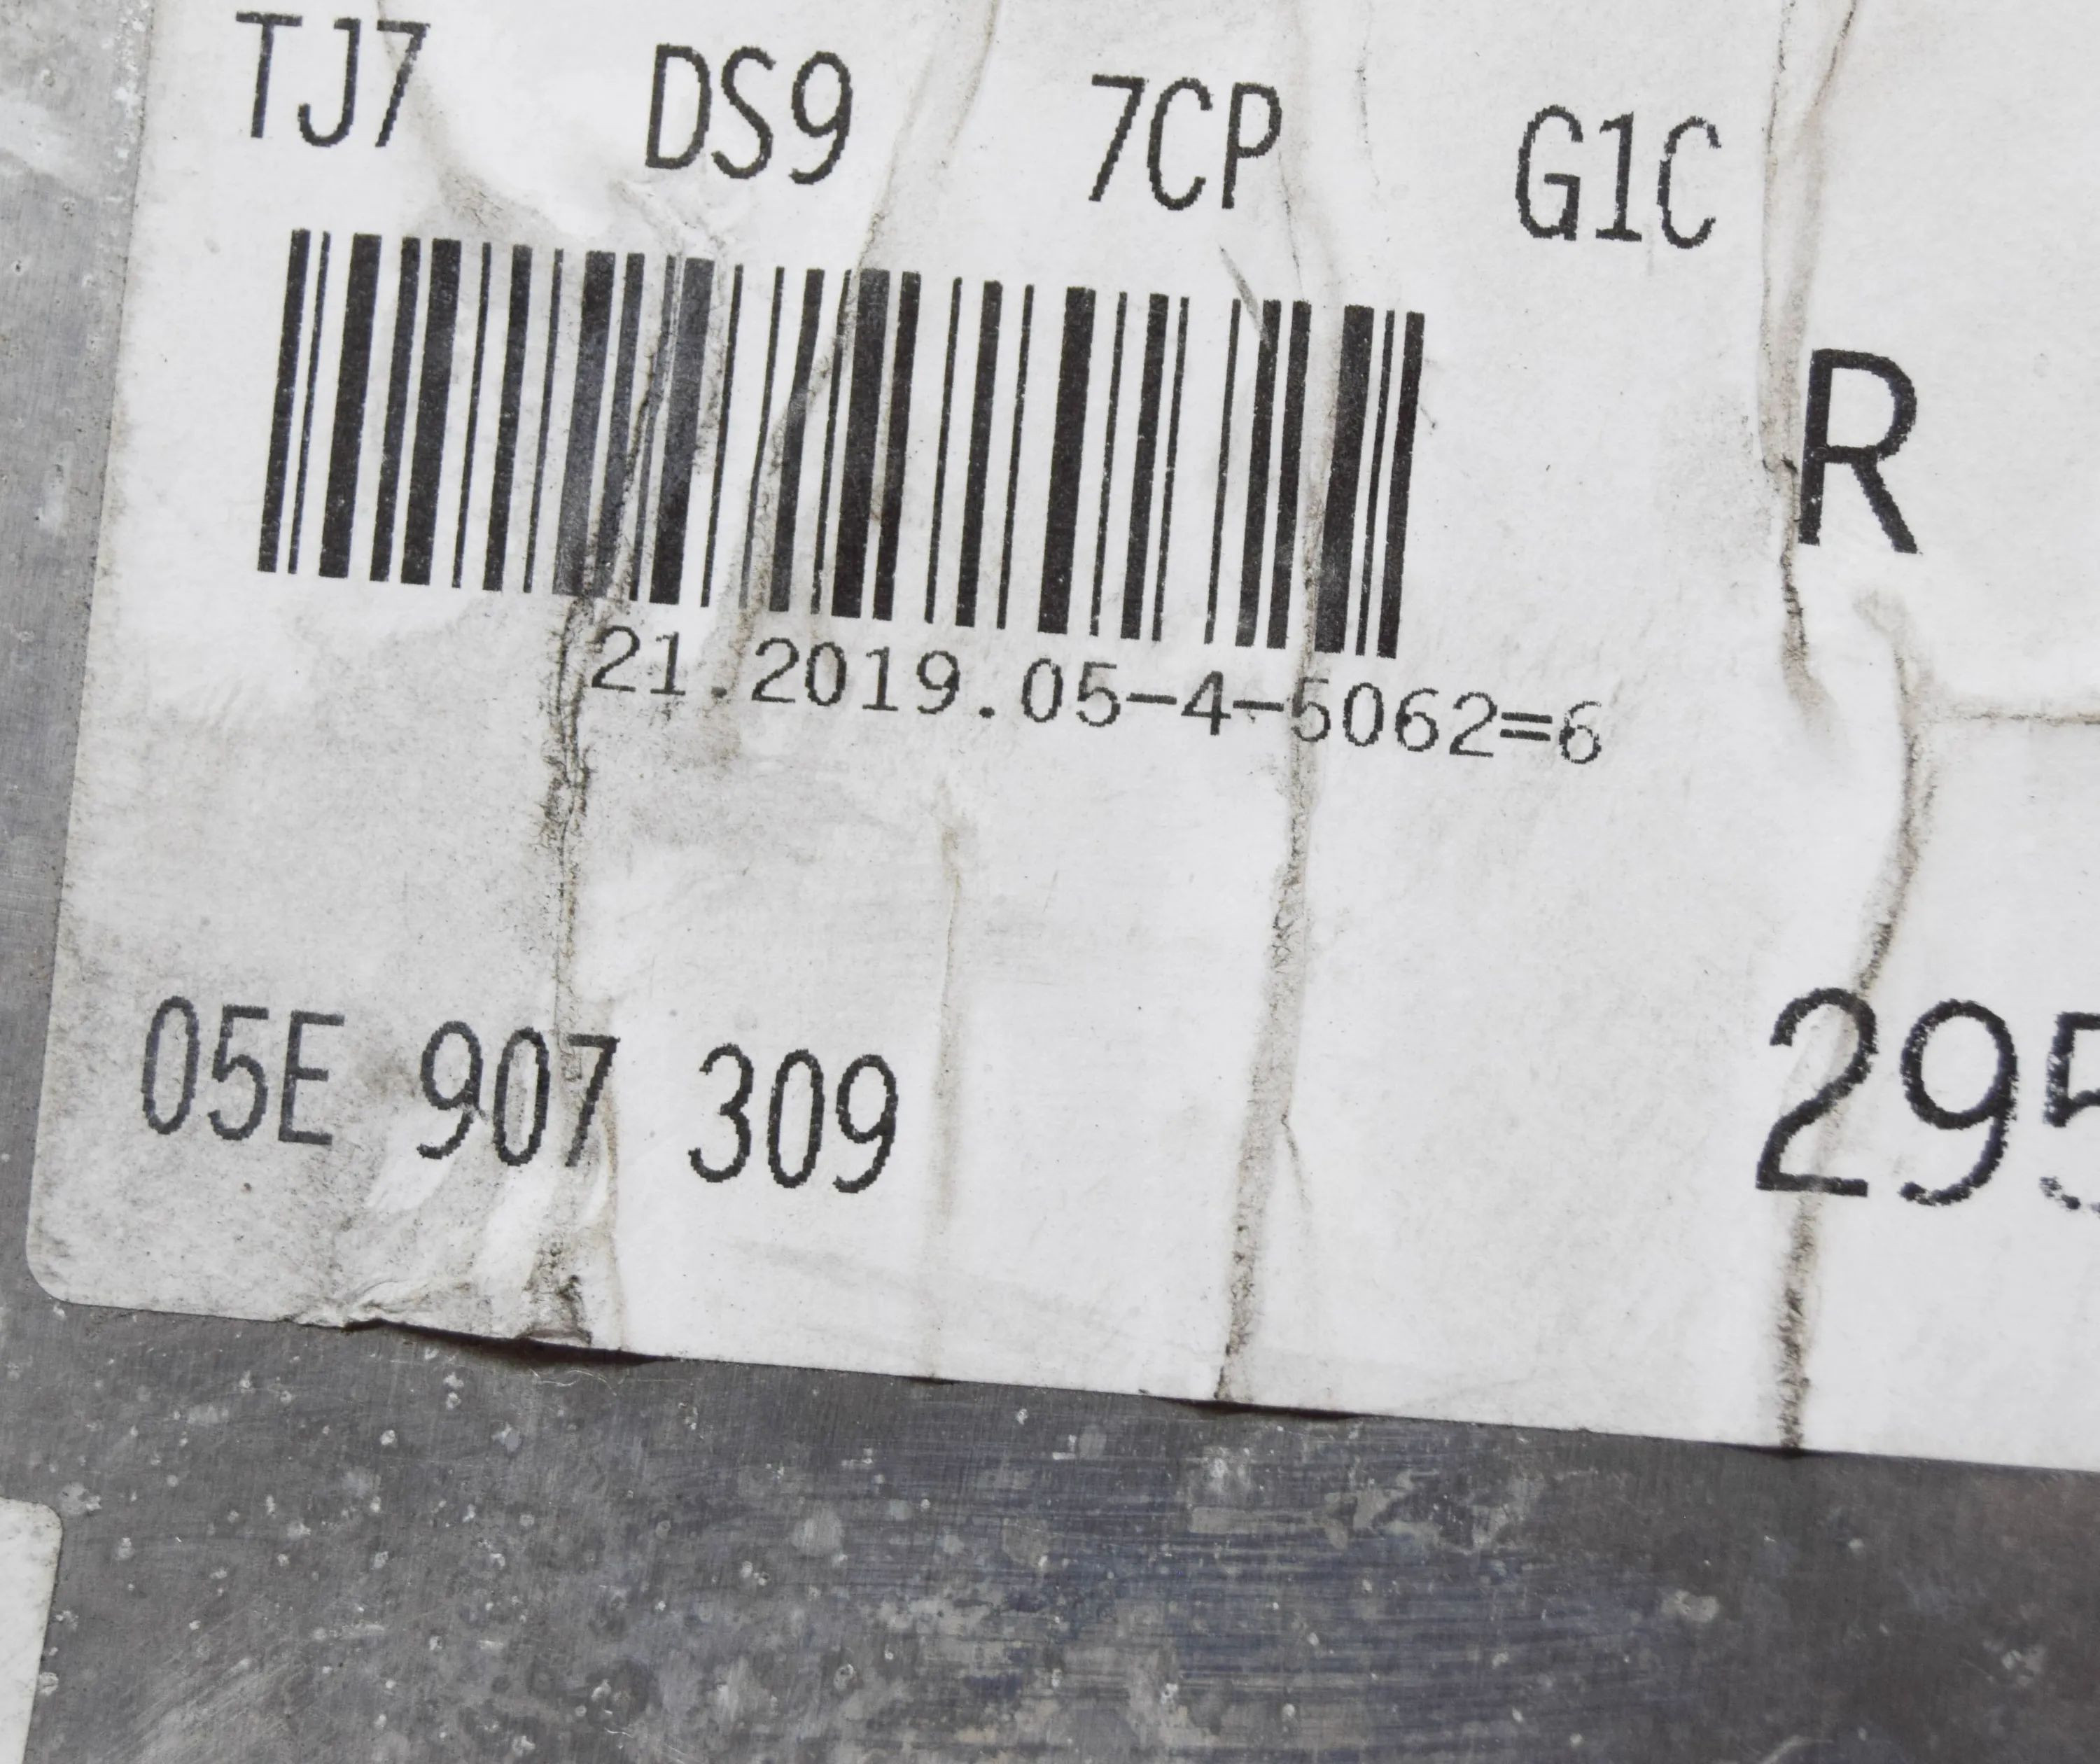 TJ7 DS9 7CP G1C
R
21.2019.05-4-5062=6
05E 907 309
295